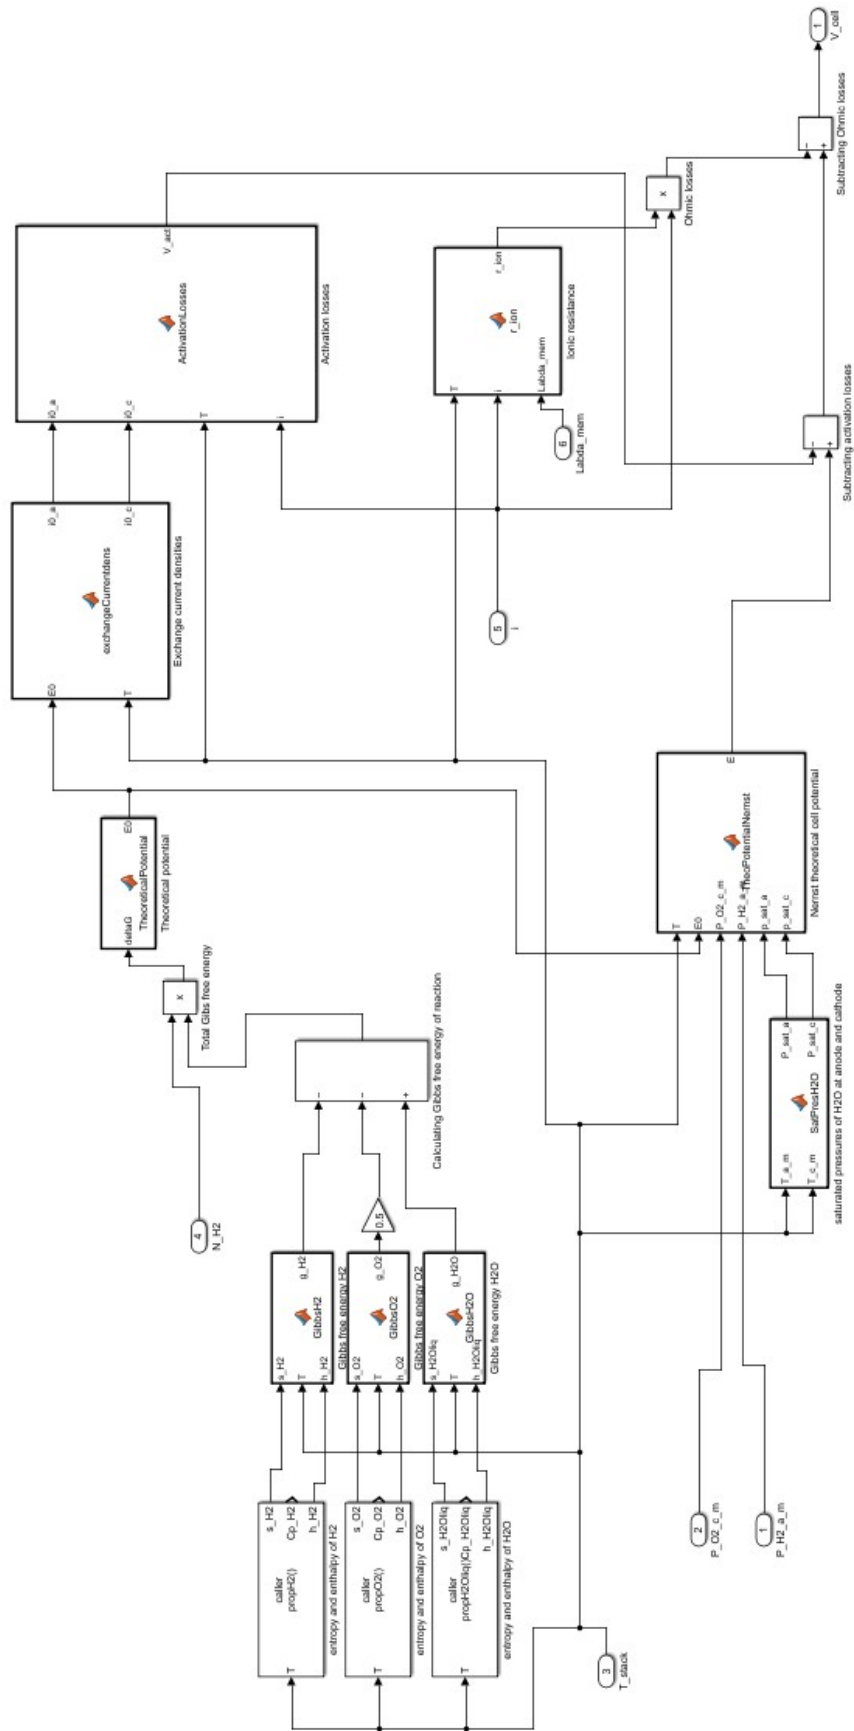 T
caller
propH2()
s_H2
Cp_H2
h_H2
entropy and enthalpy of H2
T
caller
propO2()
s_O2
Cp_O2
h_O2
entropy and enthalpy of O2
T
caller
propH2Oliq()
s_H2Oliq
Cp_H2Oliq
h_H2Oliq
entropy and enthalpy of H2O
3
T_stack
s_H2
T
h_H2
GibbsH2
g_H2
Gibbs free energy H2
s_O2
T
h_O2
GibbsO2
g_O2
Gibbs free energy O2
s_H2Oliq
T
h_H2Oliq
GibbsH2O
g_H2O
Gibbs free energy H2O
0.5
4
N_H2
−
−
+
Calculating Gibbs free energy of reaction
x
Total Gibs free energy
deltaG
TheoreticalPotential
E0
Theoretical potential
E0
T
exchangeCurrentdens
i0_a
i0_c
Exchange current densities
i0_a
i0_c
T
i
ActivationLosses
V_act
Activation losses
5
i
6
Labda_mem
T
i
Labda_mem
r_ion
r_ion
Ionic resistance
x
Ohmic losses
2
P_O2_c_m
1
P_H2_a_m
T_a_m
T_c_m
SatPresH2O
P_sat_a
P_sat_c
saturated pressures of H2O at anode and cathode
T
E0
P_O2_c_m
P_H2_a_m
p_sat_a
p_sat_c
TheoPotentialNernst
E
Nernst theoretical cell potential
−
+
Subtracting activation losses
−
+
Subtracting Ohmic losses
1
V_cell